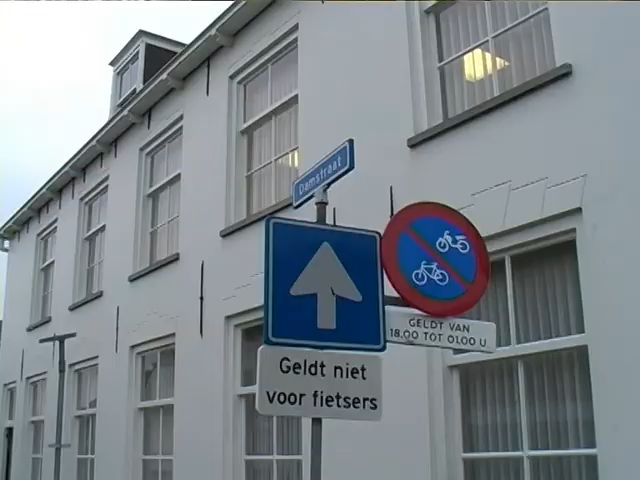 Damstraat
GELDT VAN
18.00 TOT 01.00 U
Geldt niet
voor fietsers